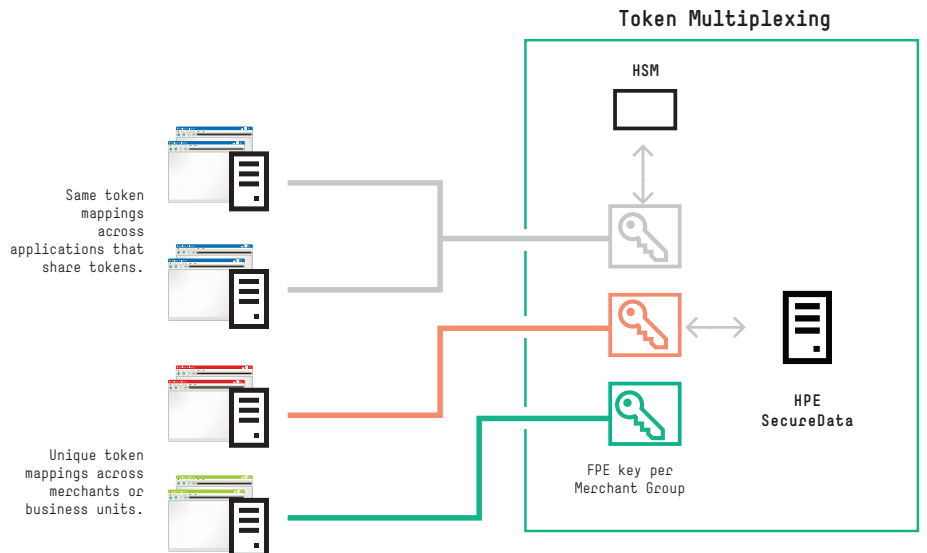 Token Multiplexing
HSM
Same token
mappings
across
applications that
share tokens.
HPE
SecureData
Unique token
mappings across
merchants or
business units.
FPE key per
Merchant Group